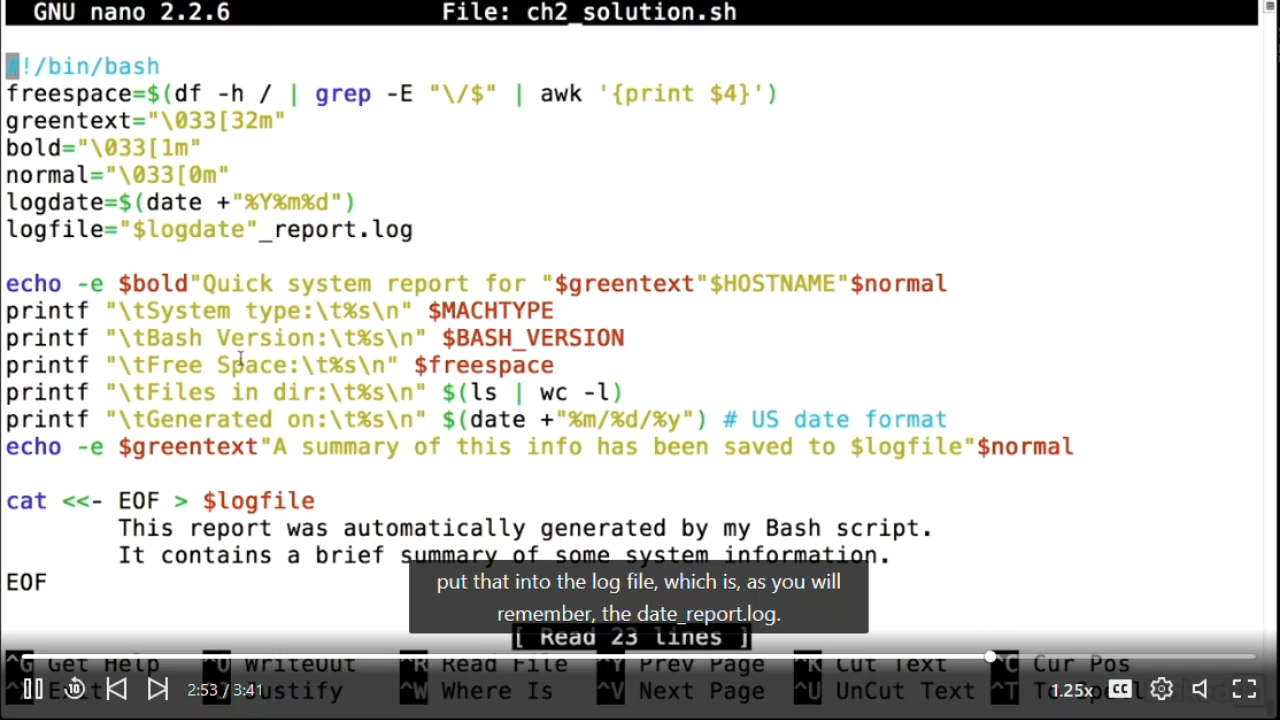 GNU nano 2.2.6 File: ch2_solution.sh
#!/bin/bash
freespace=$(df -h / | grep -E "\/$" | awk '{print $4}')
greentext="\033[32m"
bold="\033[1m"
normal="\033[0m"
logdate=$(date +"%Y%m%d")
logfile="$logdate"_report.log
echo -e $bold"Quick system report for "$greentext"$HOSTNAME"$normal
printf "\tSystem type:\t%s\n" $MACHTYPE
printf "\tBash Version:\t%s\n" $BASH_VERSION
printf "\tFree Space:\t%s\n" $freespace
printf "\tFiles in dir:\t%s\n" $(ls | wc -l)
printf "\tGenerated on:\t%s\n" $(date +"%m/%d/%y") # US date format
echo -e $greentext"A summary of this info has been saved to $logfile"$normal
cat <<- EOF > $logfile
This report was automatically generated by my Bash script.
It contains a brief summary of some system information.
EOF
put that into the log file, which is, as you will
remember, the date_report.log.
[ Read 23 lines ]
^G Get Help ^O WriteOut ^R Read File ^Y Prev Page ^K Cut Text ^C Cur Pos
^W Where Is ^V Next Page ^U UnCut Text ^T
2:53 / 3:41 1.25x CC
10